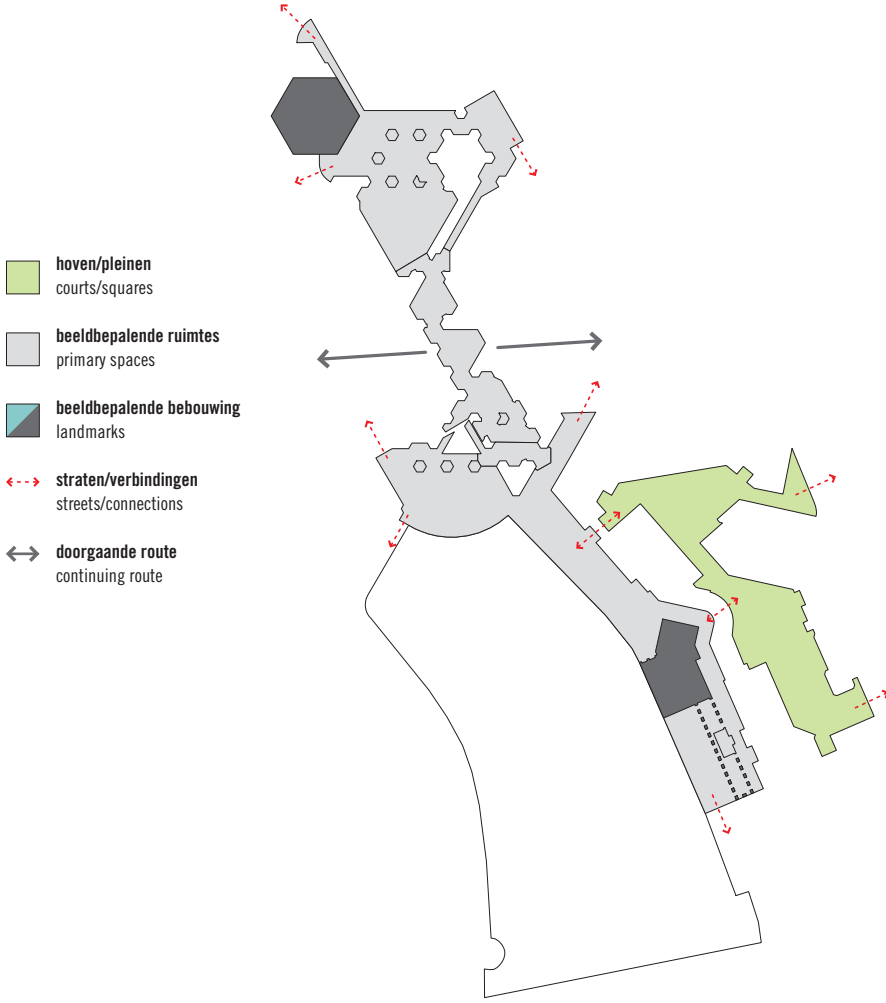 hoven/pleinen
courts/squares
beeldbepalende ruimtes
primary spaces
beeldbepalende bebouwing
landmarks
straten/verbindingen
streets/connections
doorgaande route
continuing route